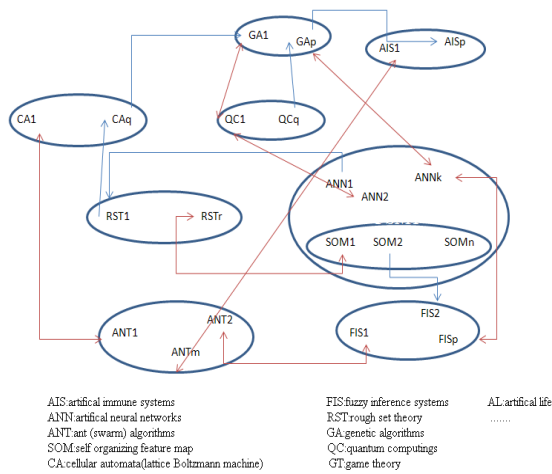 GA1 GAp
AIS1 AISp
CA1 CAq
QC1 QCq
ANN1 ANN2 ANNk
RST1 RSTr
SOM1 SOM2 SOMn
ANT1 ANT2 ANTm
FIS1 FIS2 FISp
AIS:artifical immune systems
ANN:artifical neural networks
ANT:ant (swarm) algorithms
SOM:self organizing feature map
CA:cellular automata(lattice Boltzmann machine)
FIS:fuzzy inference systems
RST:rough set theory
GA:genetic algorithms
QC:quantum computings
GT:game theory
AL:artifical life
.......